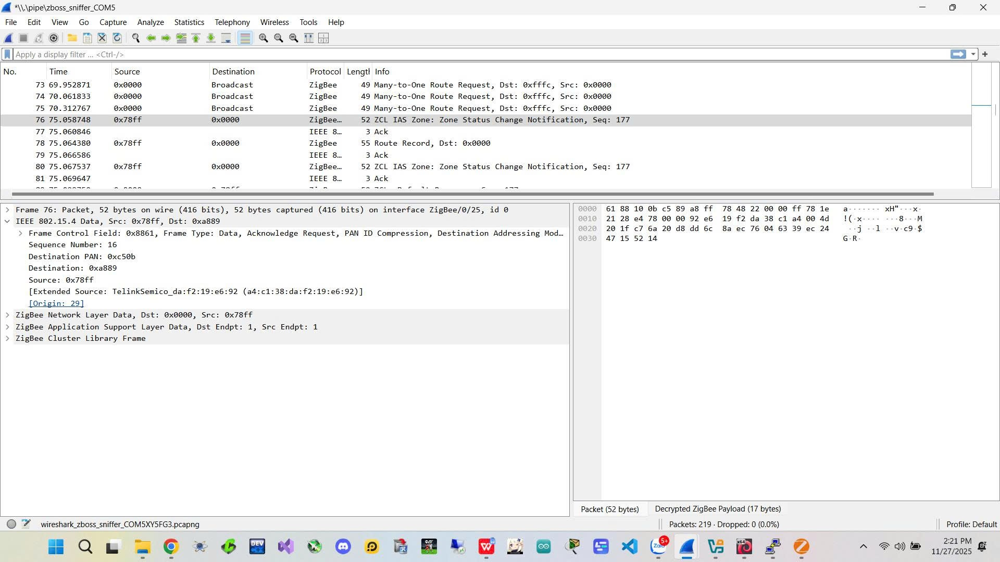 *\\.\pipe\zboss_sniffer_COM5
File Edit View Go Capture Analyze Statistics Telephony Wireless Tools Help
Apply a display filter ... <Ctrl-/>
No. Time Source Destination Protocol Length Info
73 69.952871 0x0000 Broadcast ZigBee 49 Many-to-One Route Request, Dst: 0xfffc, Src: 0x0000
74 70.061833 0x0000 Broadcast ZigBee 49 Many-to-One Route Request, Dst: 0xfffc, Src: 0x0000
75 70.312767 0x0000 Broadcast ZigBee 49 Many-to-One Route Request, Dst: 0xfffc, Src: 0x0000
76 75.058748 0x78ff 0x0000 ZigBee… 52 ZCL IAS Zone: Zone Status Change Notification, Seq: 177
77 75.060846 IEEE 8… 3 Ack
78 75.064380 0x78ff 0x0000 ZigBee 55 Route Record, Dst: 0x0000
79 75.066586 IEEE 8… 3 Ack
80 75.067537 0x78ff 0x0000 ZigBee… 52 ZCL IAS Zone: Zone Status Change Notification, Seq: 177
81 75.069647 IEEE 8… 3 Ack
Frame 76: Packet, 52 bytes on wire (416 bits), 52 bytes captured (416 bits) on interface ZigBee/0/25, id 0
IEEE 802.15.4 Data, Src: 0x78ff, Dst: 0xa889
Frame Control Field: 0x8861, Frame Type: Data, Acknowledge Request, PAN ID Compression, Destination Addressing Mod…
Sequence Number: 16
Destination PAN: 0xc50b
Destination: 0xa889
Source: 0x78ff
[Extended Source: TelinkSemico_da:f2:19:e6:92 (a4:c1:38:da:f2:19:e6:92)]
[Origin: 29]
ZigBee Network Layer Data, Dst: 0x0000, Src: 0x78ff
ZigBee Application Support Layer Data, Dst Endpt: 1, Src Endpt: 1
ZigBee Cluster Library Frame
0000 61 88 10 0b c5 89 a8 ff 78 48 22 00 00 ff 78 1e a······· xH"···x·
0010 21 28 e4 78 00 00 92 e6 19 f2 da 38 c1 a4 00 4d !(·x···· ···8···M
0020 20 1f c7 6a 20 d8 dd 6c 8a ec 76 04 63 39 ec 24 ··j ··l ··v·c9·$
0030 47 15 52 14 G·R·
Packet (52 bytes) Decrypted ZigBee Payload (17 bytes)
wireshark_zboss_sniffer_COM5XY5FG3.pcapng Packets: 219 · Dropped: 0 (0.0%) Profile: Default
DEV
Zalo
5+
x64
2:21 PM
11/27/2025